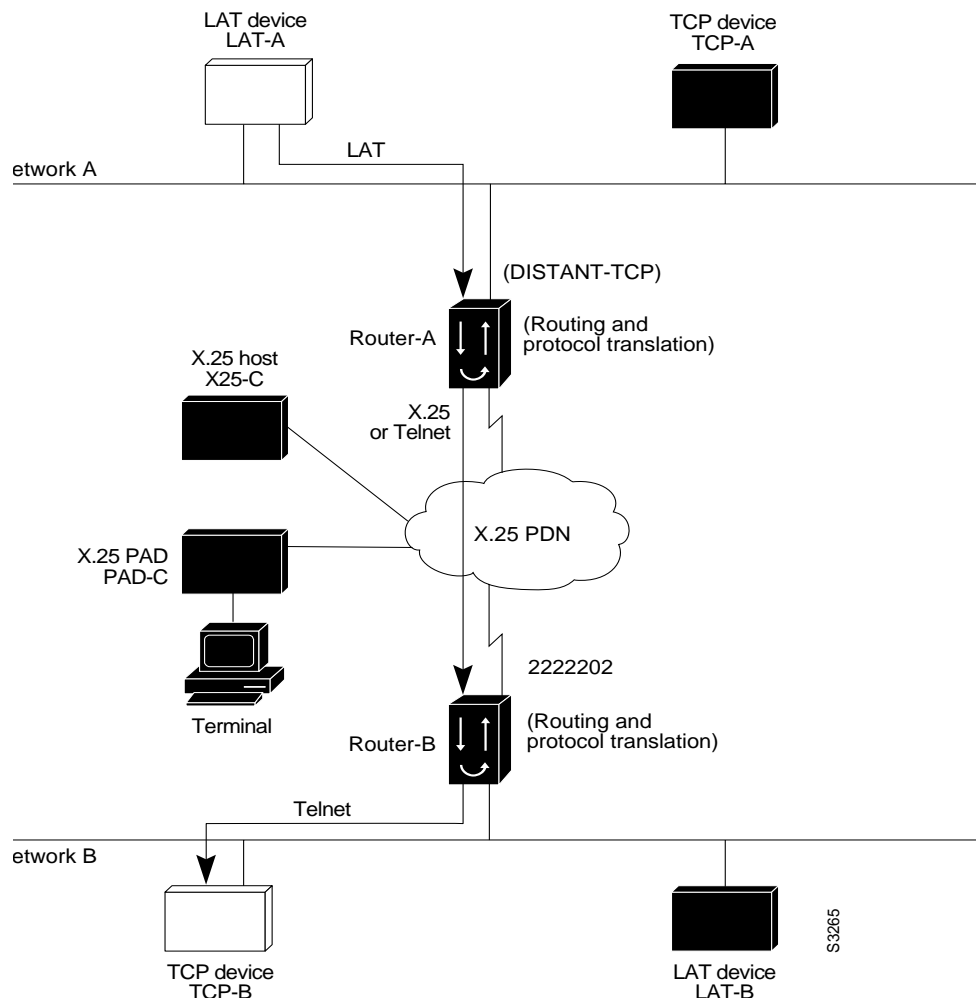 LAT device
LAT-A
TCP device
TCP-A
LAT
etwork A
(DISTANT-TCP)
Router-A
(Routing and
protocol translation)
X.25 host
X25-C
X.25
or Telnet
X.25 PDN
X.25 PAD
PAD-C
2222202
Terminal
Router-B
(Routing and
protocol translation)
Telnet
etwork B
S3265
TCP device
TCP-B
LAT device
LAT-B